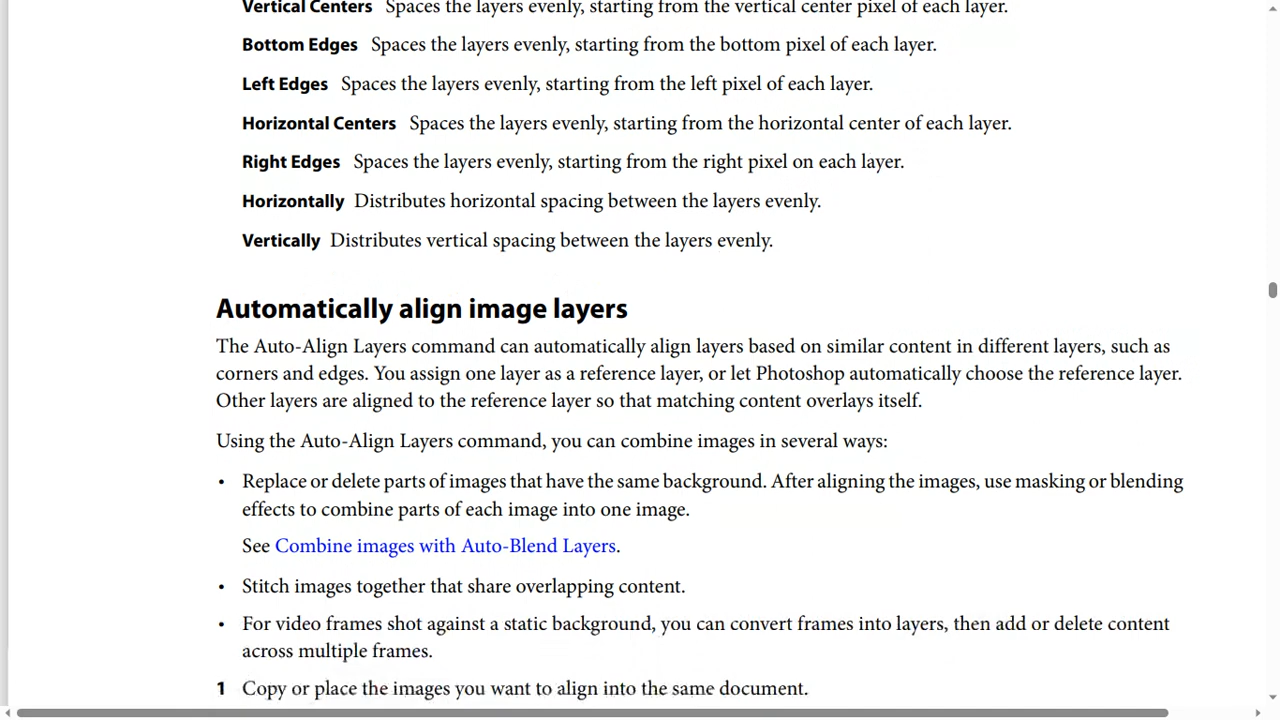 Vertical Centers Spaces the layers evenly, starting from the vertical center pixel of each layer.
Bottom Edges Spaces the layers evenly, starting from the bottom pixel of each layer.
Left Edges Spaces the layers evenly, starting from the left pixel of each layer.
Horizontal Centers Spaces the layers evenly, starting from the horizontal center of each layer.
Right Edges Spaces the layers evenly, starting from the right pixel on each layer.
Horizontally Distributes horizontal spacing between the layers evenly.
Vertically Distributes vertical spacing between the layers evenly.
Automatically align image layers
The Auto-Align Layers command can automatically align layers based on similar content in different layers, such as
corners and edges. You assign one layer as a reference layer, or let Photoshop automatically choose the reference layer.
Other layers are aligned to the reference layer so that matching content overlays itself.
Using the Auto-Align Layers command, you can combine images in several ways:
• Replace or delete parts of images that have the same background. After aligning the images, use masking or blending
effects to combine parts of each image into one image.
See Combine images with Auto-Blend Layers.
• Stitch images together that share overlapping content.
• For video frames shot against a static background, you can convert frames into layers, then add or delete content
across multiple frames.
1 Copy or place the images you want to align into the same document.